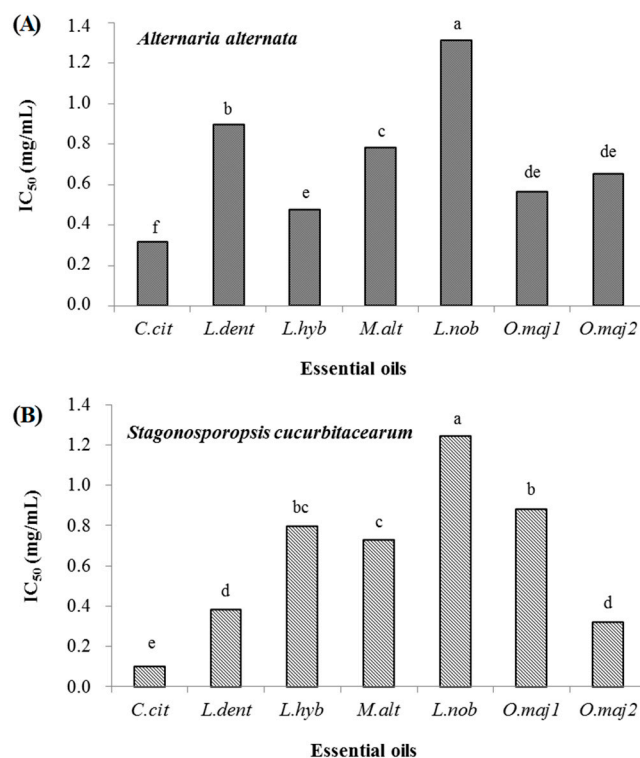 (A)
Alternaria alternata
IC50 (mg/mL)
1.4
1.2
1.0
0.8
0.6
0.4
0.2
0.0
f
b
e
c
a
de
de
C.cit L.dent L.hyb M.alt L.nob O.maj1 O.maj2
Essential oils
(B)
Stagonosporopsis cucurbitacearum
IC50 (mg/mL)
1.4
1.2
1.0
0.8
0.6
0.4
0.2
0.0
e
d
bc
c
a
b
d
C.cit L.dent L.hyb M.alt L.nob O.maj1 O.maj2
Essential oils